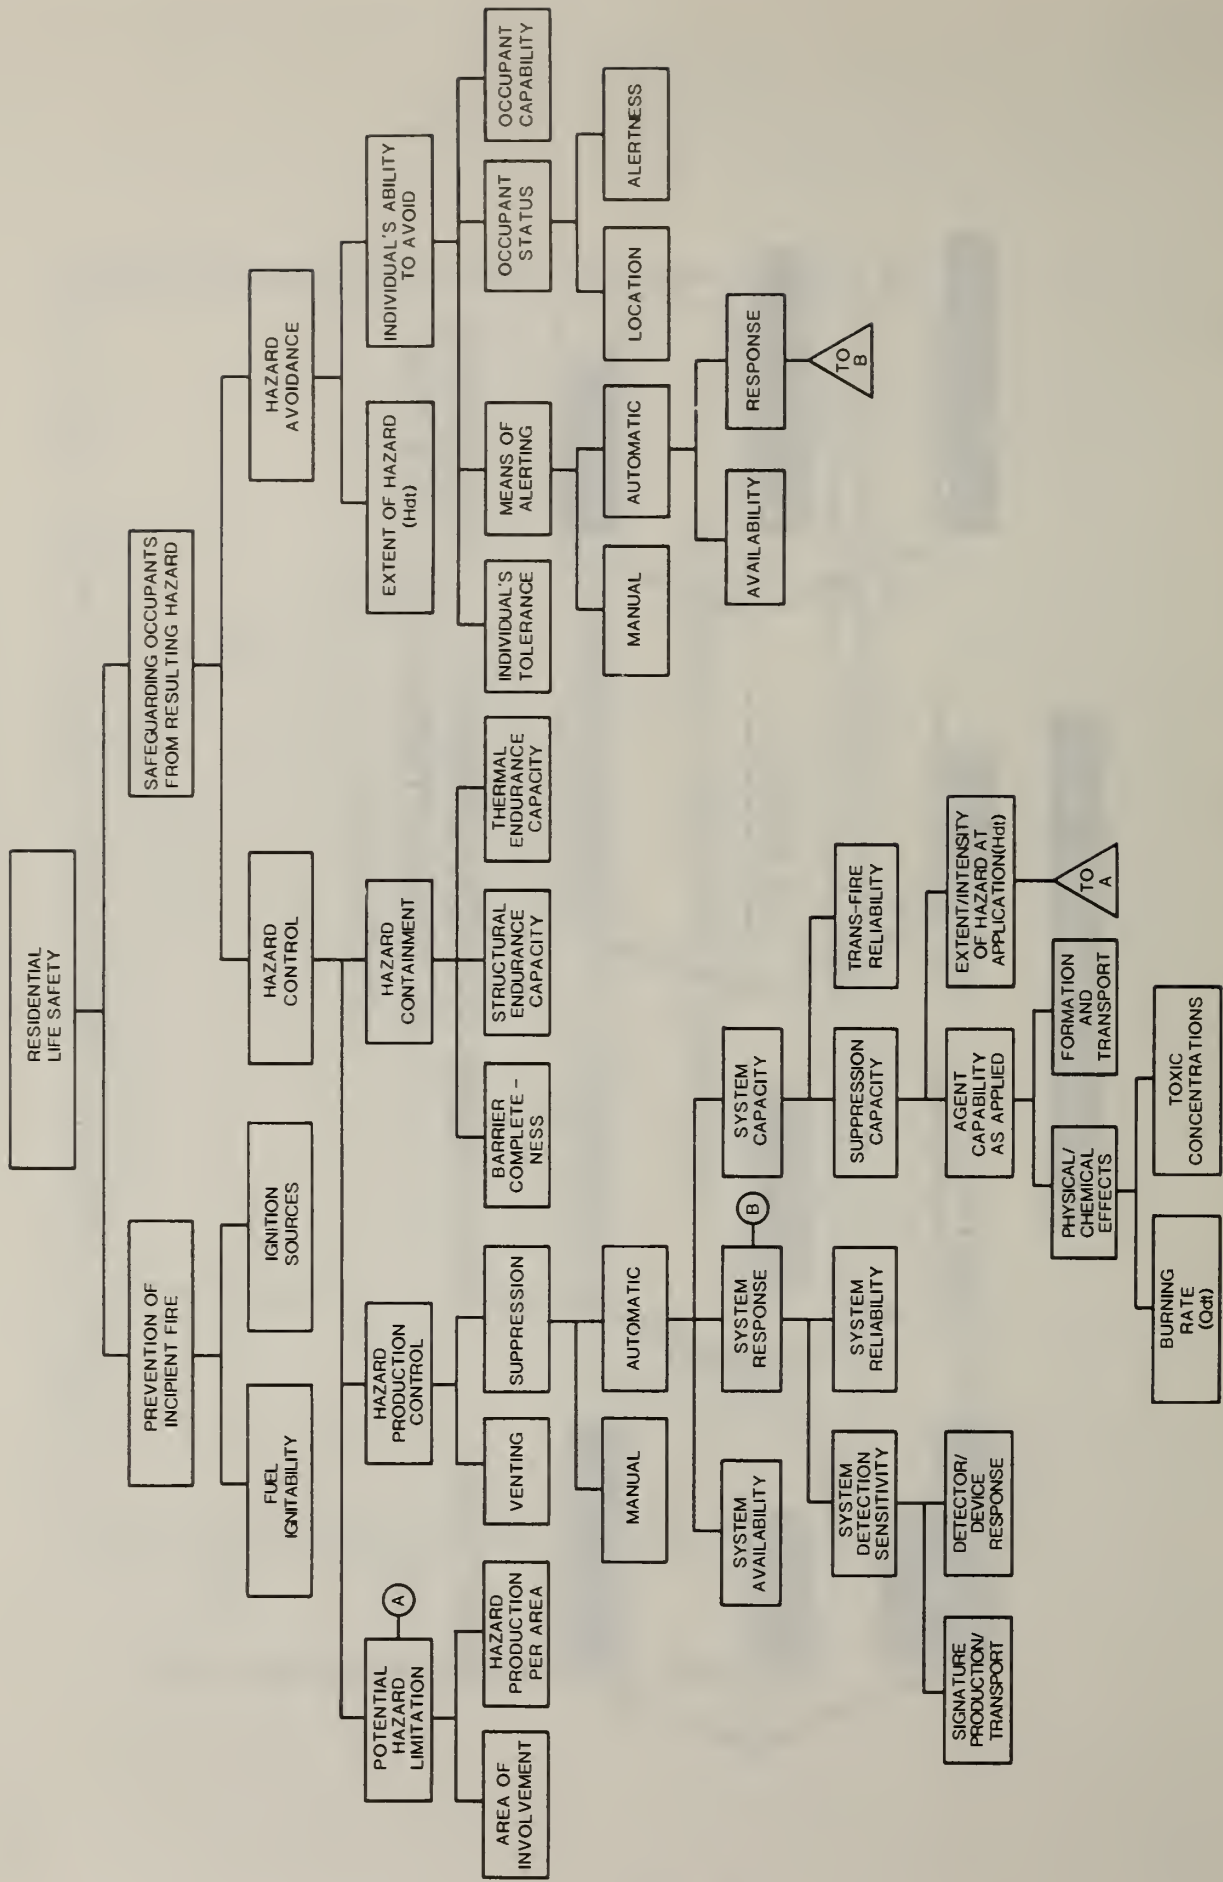 RESIDENTIAL
LIFE SAFETY
PREVENTION OF
INCIPIENT FIRE
SAFEGUARDING OCCUPANTS
FROM RESULTING HAZARD
FUEL
IGNITABILITY
IGNITION
SOURCES
HAZARD
CONTROL
HAZARD
AVOIDANCE
POTENTIAL
HAZARD
LIMITATION
A
HAZARD
PRODUCTION
CONTROL
HAZARD
CONTAINMENT
EXTENT OF HAZARD
(Hdt)
INDIVIDUAL'S ABILITY
TO AVOID
AREA OF
INVOLVEMENT
HAZARD
PRODUCTION
PER AREA
VENTING
SUPPRESSION
BARRIER
COMPLETE -
NESS
STRUCTURAL
ENDURANCE
CAPACITY
THERMAL
ENDURANCE
CAPACITY
INDIVIDUAL'S
TOLERANCE
MEANS OF
ALERTING
OCCUPANT
STATUS
OCCUPANT
CAPABILITY
MANUAL
AUTOMATIC
MANUAL
AUTOMATIC
LOCATION
ALERTNESS
SYSTEM
AVAILABILITY
SYSTEM
RESPONSE
B
SYSTEM
CAPACITY
AVAILABILITY
RESPONSE
TO
B
SYSTEM
DETECTION
SENSITIVITY
SYSTEM
RELIABILITY
SUPPRESSION
CAPACITY
TRANS-FIRE
RELIABILITY
SIGNATURE
PRODUCTION/
TRANSPORT
DETECTOR/
DEVICE
RESPONSE
AGENT
CAPABILITY
AS APPLIED
EXTENT/INTENSITY
OF HAZARD AT
APPLICATION(Hdt)
TO
A
PHYSICAL/
CHEMICAL
EFFECTS
FORMATION
AND
TRANSPORT
BURNING
RATE
(Qdt)
TOXIC
CONCENTRATIONS